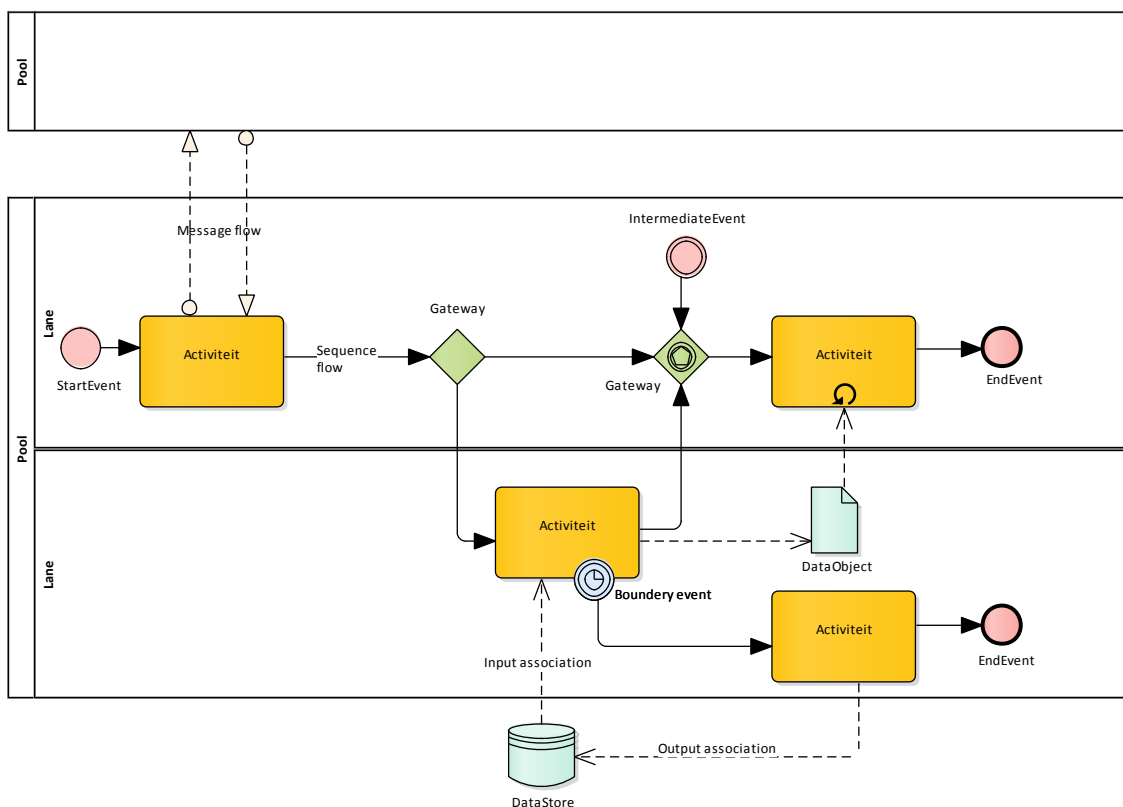 Pool
Message flow
IntermediateEvent
Gateway
Lane
Activiteit
Sequence
flow
Activiteit
StartEvent
Gateway
EndEvent
Pool
Lane
Activiteit
DataObject
Boundery event
Activiteit
Input association
EndEvent
Output association
DataStore